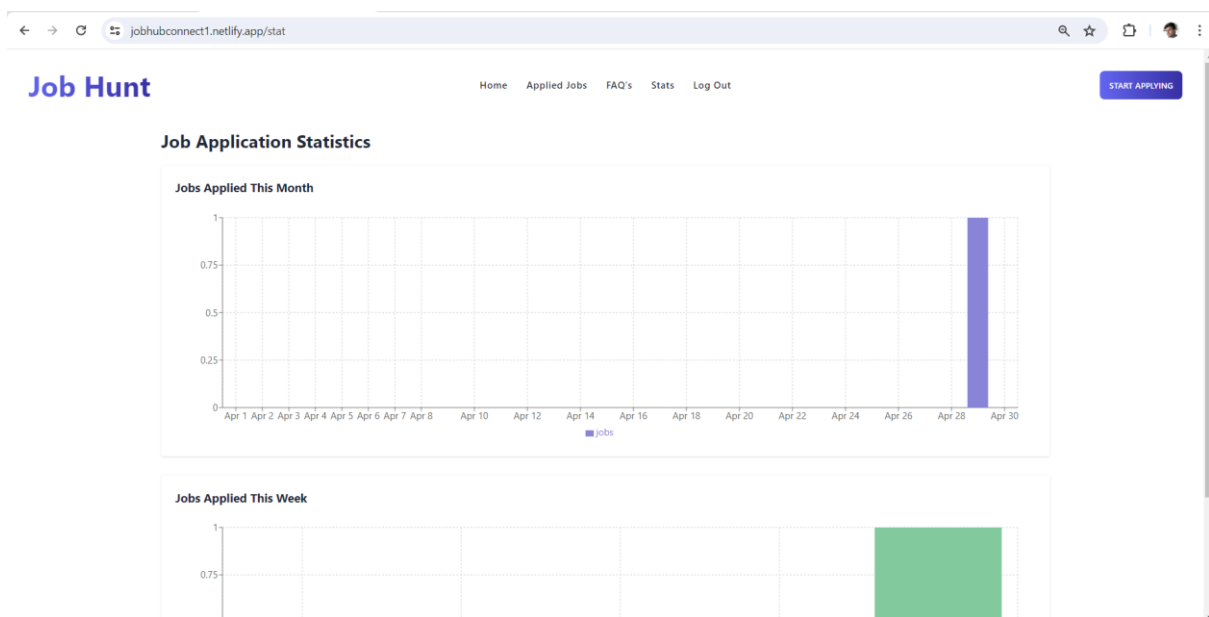 jobhubconnect1.netlify.app/stat
Job Hunt
Home Applied Jobs FAQ's Stats Log Out
START APPLYING
Job Application Statistics
Jobs Applied This Month
1
0.75
0.5
0.25
0
Apr 1 Apr 2 Apr 3 Apr 4 Apr 5 Apr 6 Apr 7 Apr 8 Apr 10 Apr 12 Apr 14 Apr 16 Apr 18 Apr 20 Apr 22 Apr 24 Apr 26 Apr 28 Apr 30
jobs
Jobs Applied This Week
1
0.75